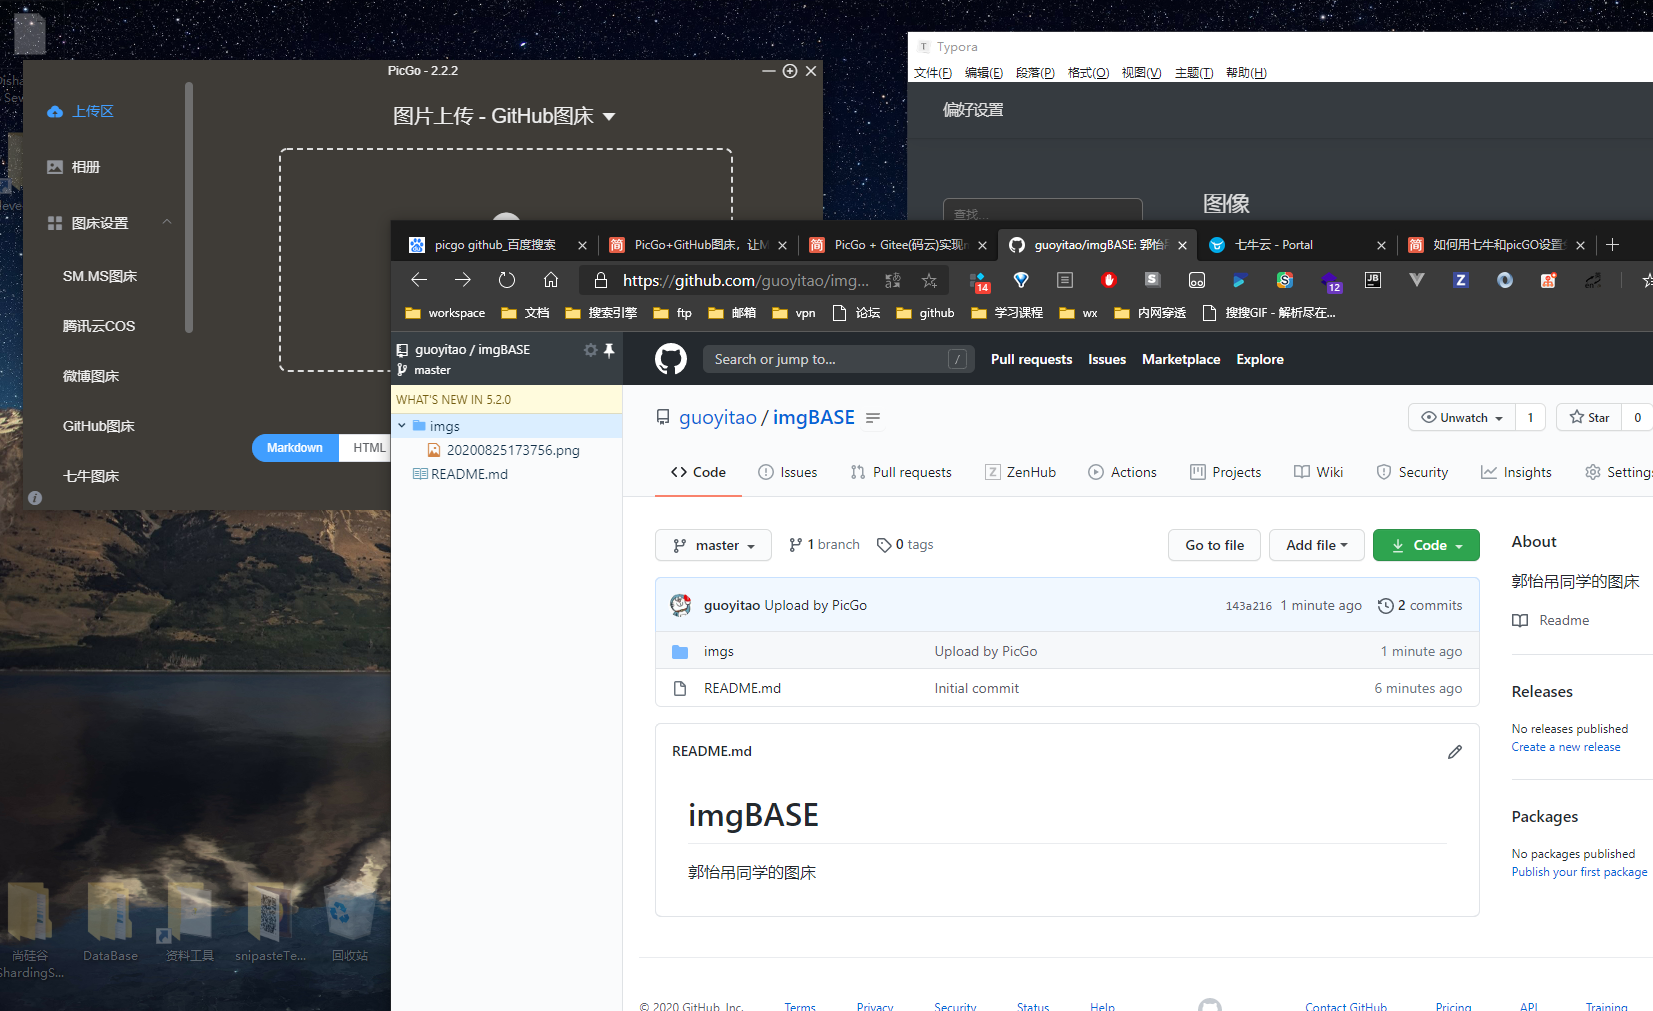 PicGo - 2.2.2
上传区
相册
图床设置
SM.MS图床
腾讯云COS
微博图床
GitHub图床
七牛图床
图片上传 - GitHub图床
Markdown
HTML
Typora
文件(F) 编辑(E) 段落(P) 格式(O) 视图(V) 主题(T) 帮助(H)
偏好设置
查找...
图像
picgo github_百度搜索
PicGo+GitHub图床，让M
PicGo + Gitee(码云)实现
guoyitao/imgBASE: 郭怡
七牛云 - Portal
如何用七牛和picGO设置
https://github.com/guoyitao/img...
14
12
workspace 文档 搜索引擎 ftp 邮箱 vpn 论坛 github 学习课程 wx 内网穿透 搜搜GIF - 解析尽在...
guoyitao / imgBASE
master
WHAT'S NEW IN 5.2.0
imgs
20200825173756.png
README.md
Search or jump to... /
Pull requests Issues Marketplace Explore
guoyitao / imgBASE
Unwatch 1
Star 0
Code Issues Pull requests ZenHub Actions Projects Wiki Security Insights Settings
master 1 branch 0 tags
Go to file Add file Code
guoyitao Upload by PicGo 143a216 1 minute ago 2 commits
imgs Upload by PicGo 1 minute ago
README.md Initial commit 6 minutes ago
README.md
imgBASE
郭怡吊同学的图床
About
郭怡吊同学的图床
Readme
Releases
No releases published
Create a new release
Packages
No packages published
Publish your first package
© 2020 GitHub, Inc. Terms Privacy Security Status Help Contact GitHub Pricing API Training
尚硅谷
ShardingS...
DataBase
资料工具
snipasteTe...
回收站